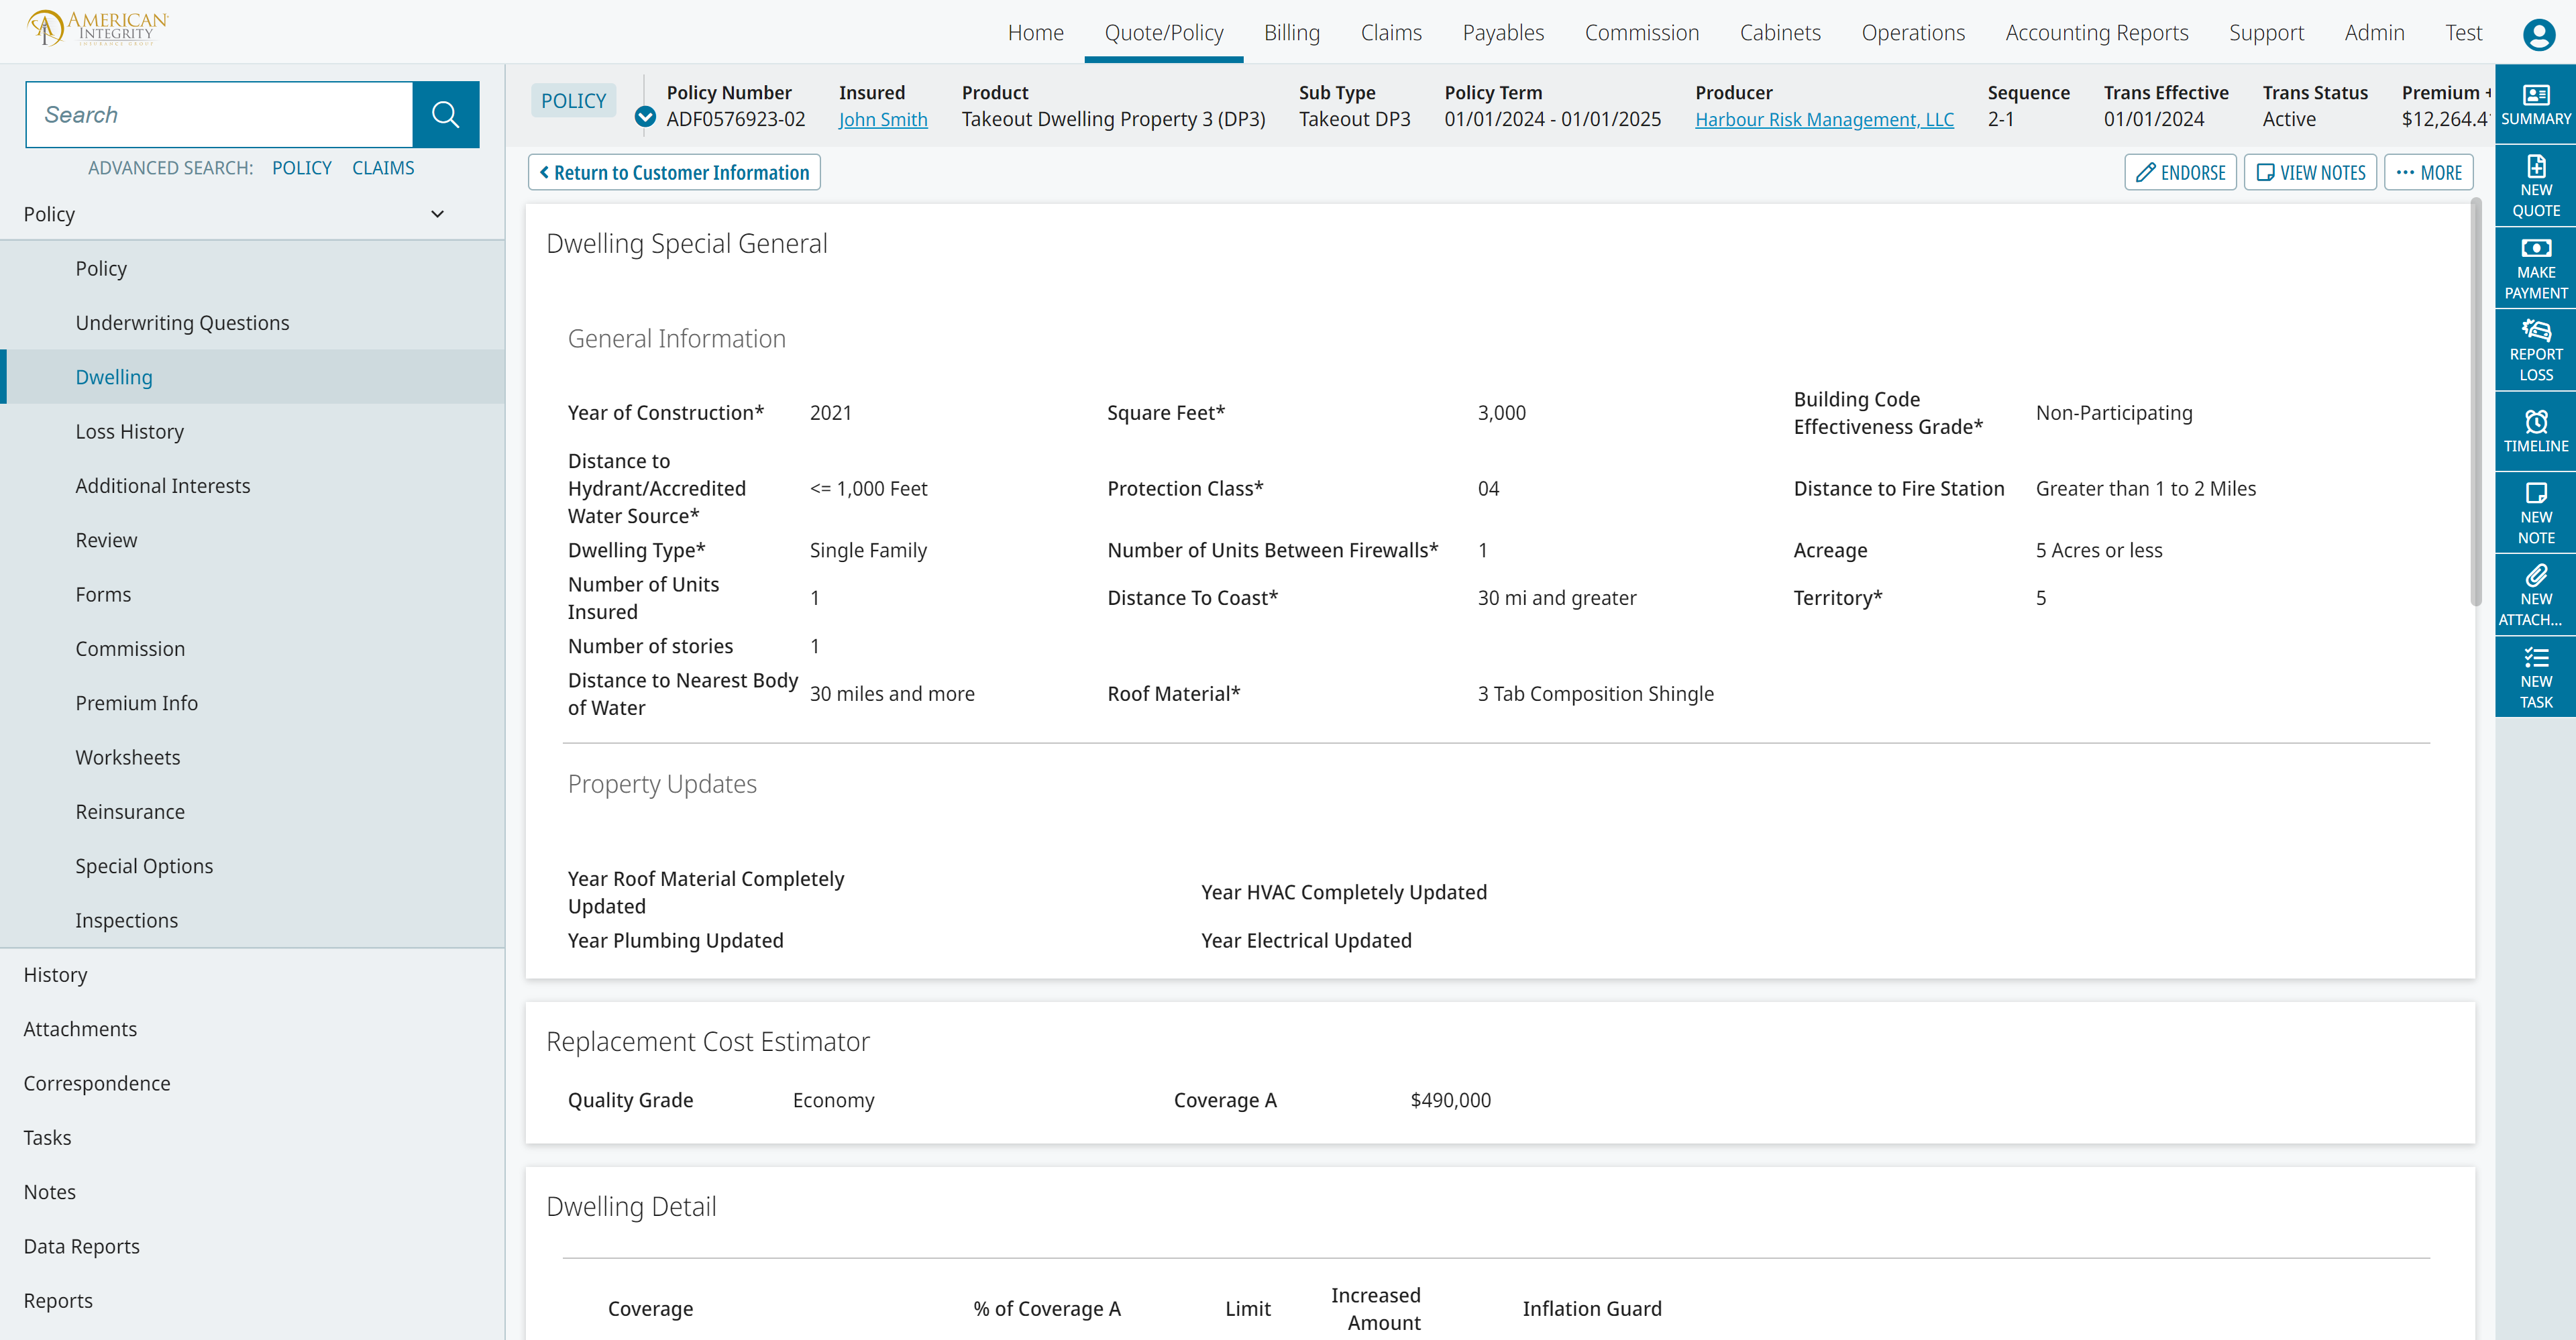 AMERICAN
INTEGRITY
INSURANCE GROUP
Home Quote/Policy Billing Claims Payables Commission Cabinets Operations Accounting Reports Support Admin Test
Search
ADVANCED SEARCH: POLICY CLAIMS
Policy
Policy
Underwriting Questions
Dwelling
Loss History
Additional Interests
Review
Forms
Commission
Premium Info
Worksheets
Reinsurance
Special Options
Inspections
History
Attachments
Correspondence
Tasks
Notes
Data Reports
Reports
POLICY
Policy Number Insured Product Sub Type Policy Term Producer Sequence Trans Effective Trans Status Premium +
ADF0576923-02 John Smith Takeout Dwelling Property 3 (DP3) Takeout DP3 01/01/2024 - 01/01/2025 Harbour Risk Management, LLC 2-1 01/01/2024 Active $12,264.4
Return to Customer Information
ENDORSE VIEW NOTES ... MORE
Dwelling Special General
General Information
Year of Construction* 2021 Square Feet* 3,000 Building Code
Effectiveness Grade* Non-Participating
Distance to
Hydrant/Accredited
Water Source* <= 1,000 Feet Protection Class* 04 Distance to Fire Station Greater than 1 to 2 Miles
Dwelling Type* Single Family Number of Units Between Firewalls* 1 Acreage 5 Acres or less
Number of Units
Insured 1 Distance To Coast* 30 mi and greater Territory* 5
Number of stories 1
Distance to Nearest Body
of Water 30 miles and more Roof Material* 3 Tab Composition Shingle
Property Updates
Year Roof Material Completely
Updated Year HVAC Completely Updated
Year Plumbing Updated Year Electrical Updated
Replacement Cost Estimator
Quality Grade Economy Coverage A $490,000
Dwelling Detail
Coverage % of Coverage A Limit Increased
Amount Inflation Guard
SUMMARY
NEW
QUOTE
MAKE
PAYMENT
REPORT
LOSS
TIMELINE
NEW
NOTE
NEW
ATTACH...
NEW
TASK